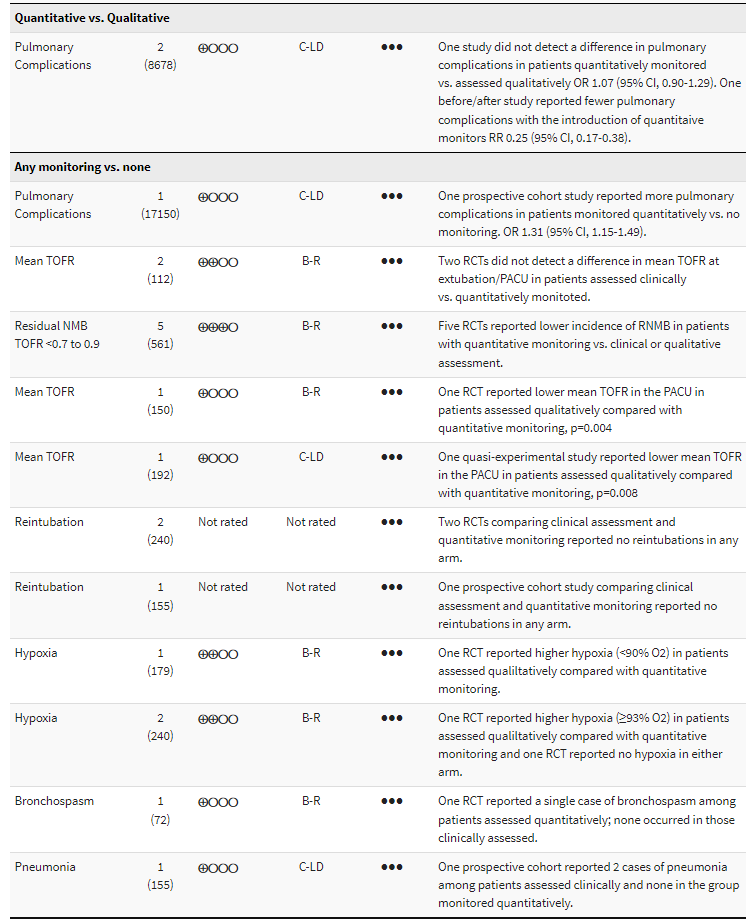 Quantitative vs. Qualitative
Pulmonary Complications 2 (8678) ⊕○○○ C-LD ●●● One study did not detect a difference in pulmonary
complications in patients quantitatively monitored
vs. assessed qualitatively OR 1.07 (95% CI, 0.90-1.29). One
before/after study reported fewer pulmonary
complications with the introduction of quantitaive
monitors RR 0.25 (95% CI, 0.17-0.38).
Any monitoring vs. none
Pulmonary Complications 1 (17150) ⊕○○○ C-LD ●●● One prospective cohort study reported more pulmonary
complications in patients monitored quantitatively vs. no
monitoring. OR 1.31 (95% CI, 1.15-1.49).
Mean TOFR 2 (112) ⊕⊕○○ B-R ●●● Two RCTs did not detect a difference in mean TOFR at
extubation/PACU in patients assessed clinically
vs. quantitatively monitoted.
Residual NMB TOFR <0.7 to 0.9 5 (561) ⊕⊕⊕○ B-R ●●● Five RCTs reported lower incidence of RNMB in patients
with quantitative monitoring vs. clinical or qualitative
assessment.
Mean TOFR 1 (150) ⊕○○○ B-R ●●● One RCT reported lower mean TOFR in the PACU in
patients assessed qualitatively compared with
quantitative monitoring, p=0.004
Mean TOFR 1 (192) ⊕○○○ C-LD ●●● One quasi-experimental study reported lower mean TOFR
in the PACU in patients assessed qualitatively compared
with quantitative monitoring, p=0.008
Reintubation 2 (240) Not rated Not rated ●●● Two RCTs comparing clinical assessment and
quantitative monitoring reported no reintubations in any
arm.
Reintubation 1 (155) Not rated Not rated ●●● One prospective cohort study comparing clinical
assessment and quantitative monitoring reported no
reintubations in any arm.
Hypoxia 1 (179) ⊕⊕○○ B-R ●●● One RCT reported higher hypoxia (<90% O2) in patients
assessed qualiltatively compared with quantitative
monitoring.
Hypoxia 2 (240) ⊕⊕○○ B-R ●●● One RCT reported higher hypoxia (≥93% O2) in patients
assessed qualiltatively compared with quantitative
monitoring and one RCT reported no hypoxia in either
arm.
Bronchospasm 1 (72) ⊕○○○ B-R ●●● One RCT reported a single case of bronchospasm among
patients assessed quantitatively; none occurred in those
clinically assessed.
Pneumonia 1 (155) ⊕○○○ C-LD ●●● One prospective cohort reported 2 cases of pneumonia
among patients assessed clinically and none in the group
monitored quantitatively.